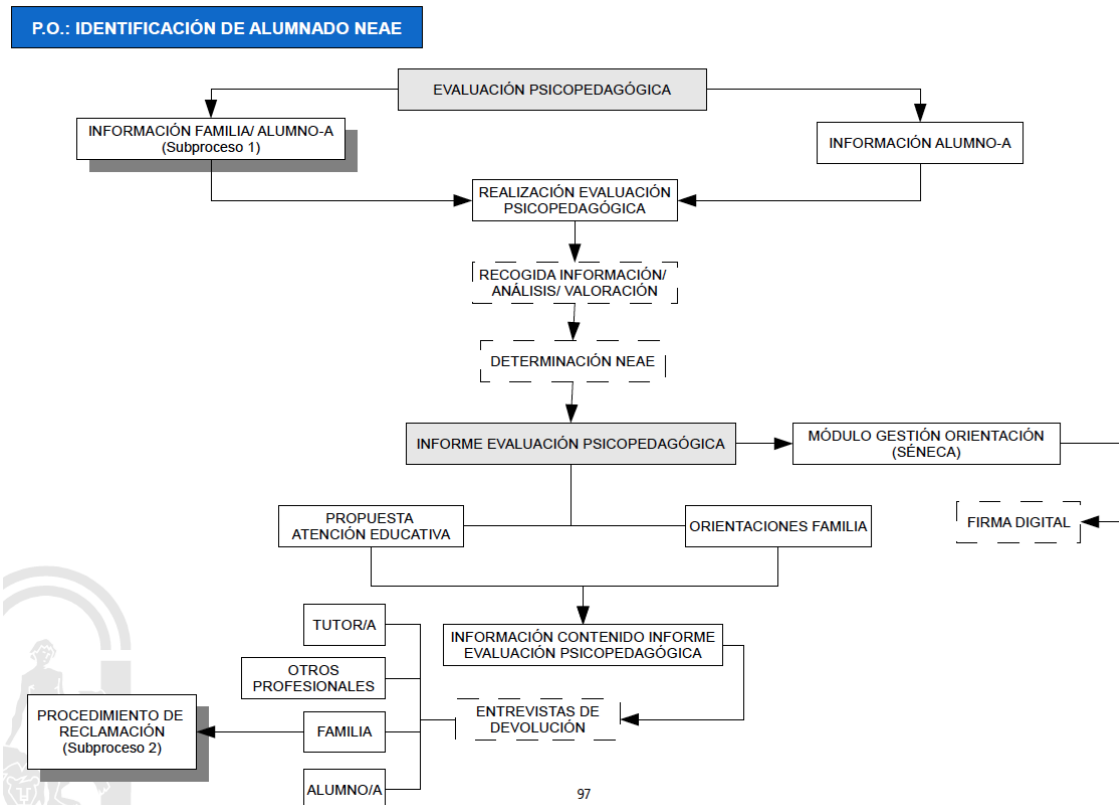 P.O.: IDENTIFICACIÓN DE ALUMNADO NEAE
EVALUACIÓN PSICOPEDAGÓGICA
INFORMACIÓN FAMILIA/ ALUMNO-A
(Subproceso 1)
INFORMACIÓN ALUMNO-A
REALIZACIÓN EVALUACIÓN
PSICOPEDAGÓGICA
RECOGIDA INFORMACIÓN/
ANÁLISIS/ VALORACIÓN
DETERMINACIÓN NEAE
INFORME EVALUACIÓN PSICOPEDAGÓGICA
MÓDULO GESTIÓN ORIENTACIÓN
(SÉNECA)
PROPUESTA
ATENCIÓN EDUCATIVA
ORIENTACIONES FAMILIA
FIRMA DIGITAL
TUTOR/A
INFORMACIÓN CONTENIDO INFORME
EVALUACIÓN PSICOPEDAGÓGICA
OTROS
PROFESIONALES
ENTREVISTAS DE
DEVOLUCIÓN
PROCEDIMIENTO DE
RECLAMACIÓN
(Subproceso 2)
FAMILIA
ALUMNO/A
97